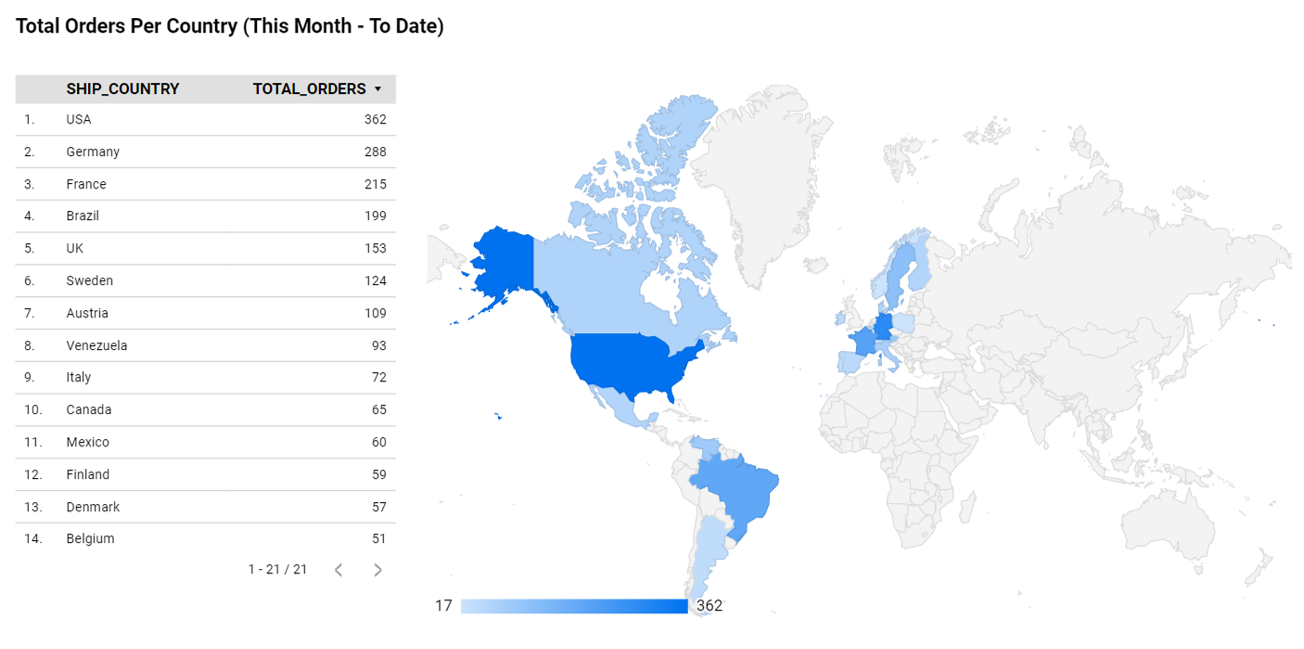 Total Orders Per Country (This Month - To Date)
SHIP_COUNTRY TOTAL_ORDERS
1. USA 362
2. Germany 288
3. France 215
4. Brazil 199
5. UK 153
6. Sweden 124
7. Austria 109
8. Venezuela 93
9. Italy 72
10. Canada 65
11. Mexico 60
12. Finland 59
13. Denmark 57
14. Belgium 51
1 - 21 / 21
17 362